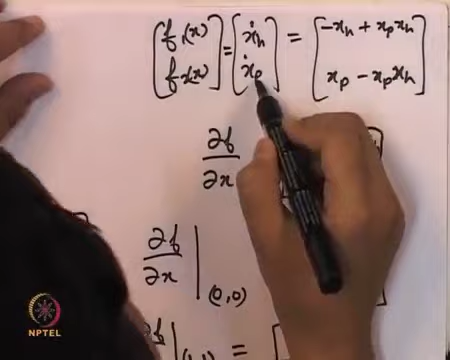 [f₁(x) = [ẋₕ = [-xₕ + xₚxₕ
f₂(x)] ẋₚ] xₚ - xₚxₕ]
∂f
∂x
∂f
∂x |(0,0)
=
NPTEL